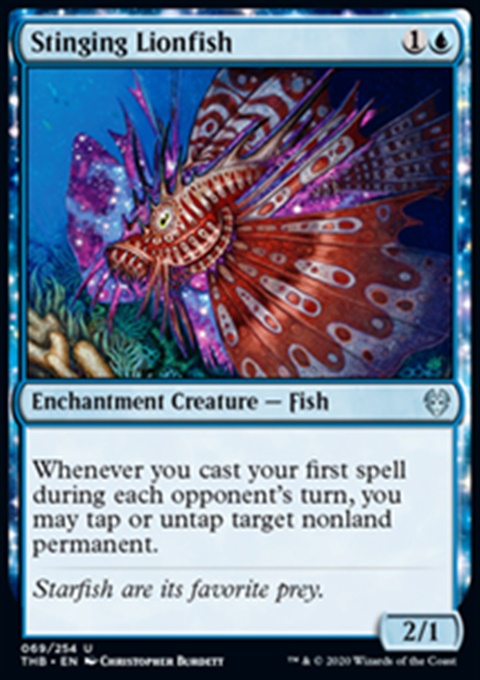 Stinging Lionfish 1
Enchantment Creature — Fish
Whenever you cast your first spell
during each opponent's turn, you
may tap or untap target nonland
permanent.
Starfish are its favorite prey.
2/1
069/254 U
THB • EN Christopher Burdett
™ & © 2020 Wizards of the Coast